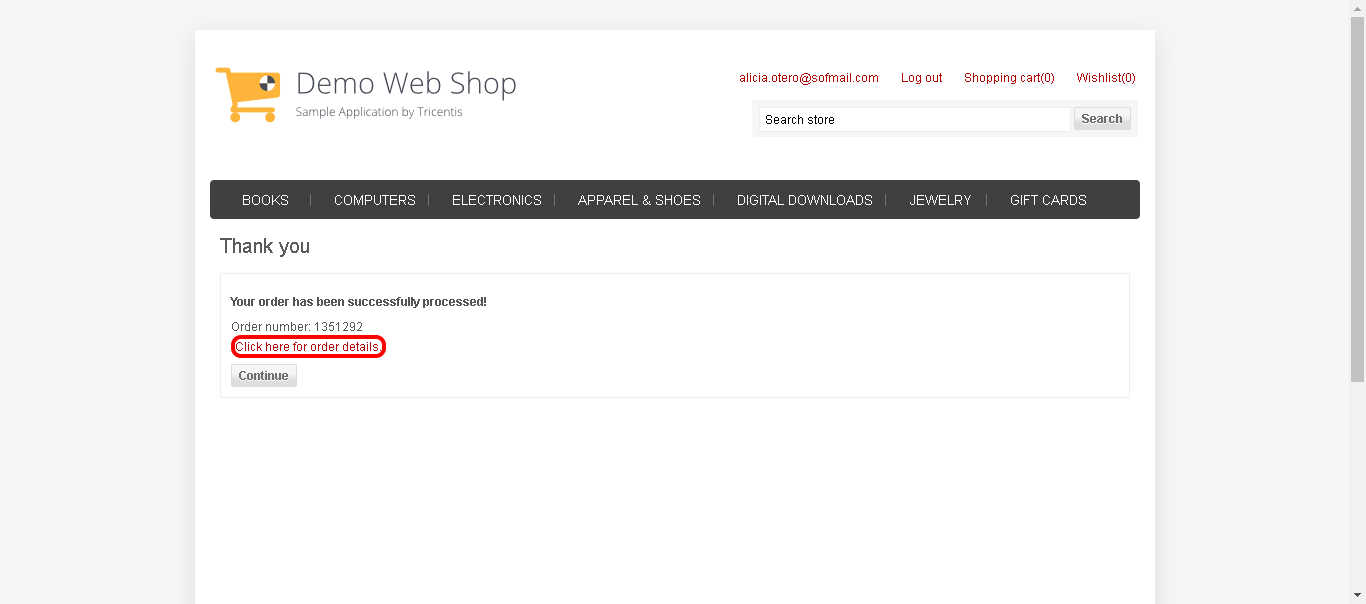 Demo Web Shop
Sample Application by Tricentis
alicia.otero@sofmail.com Log out Shopping cart(0) Wishlist(0)
Search store Search
BOOKS COMPUTERS ELECTRONICS APPAREL & SHOES DIGITAL DOWNLOADS JEWELRY GIFT CARDS
Thank you
Your order has been successfully processed!
Order number: 1351292
Click here for order details.
Continue